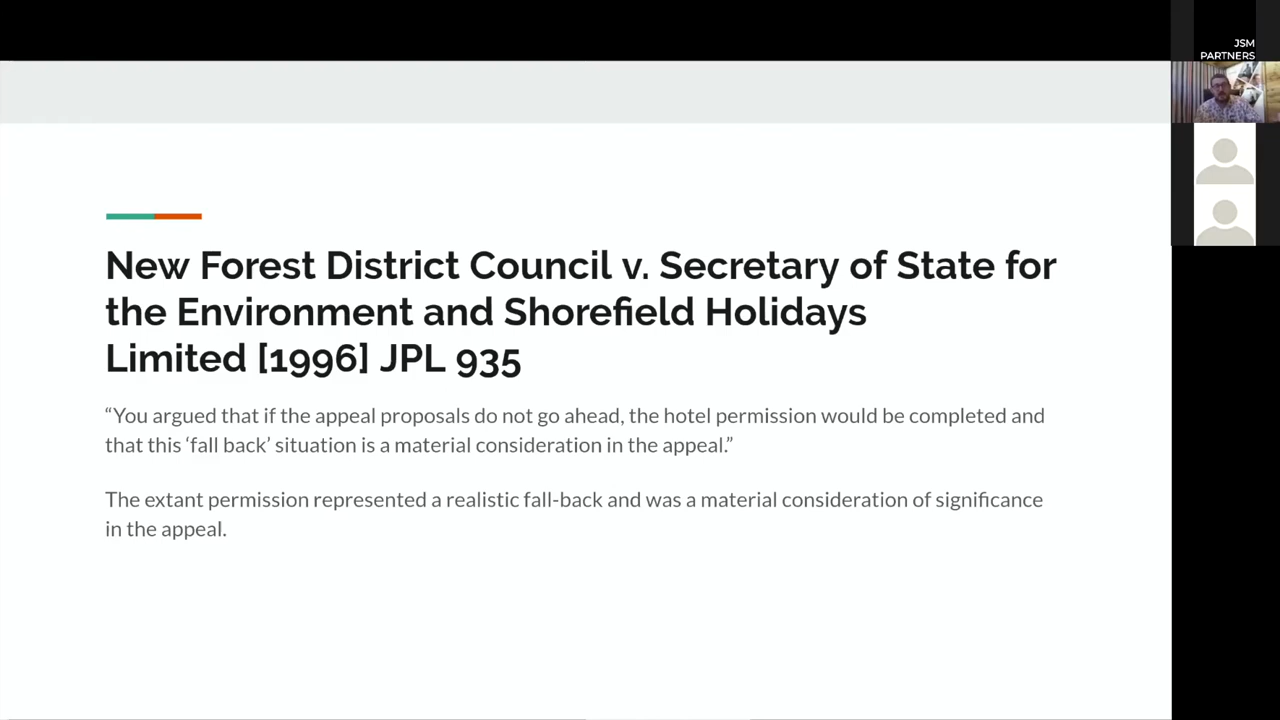 JSM
PARTNERS
New Forest District Council v. Secretary of State for
the Environment and Shorefield Holidays
Limited [1996] JPL 935
“You argued that if the appeal proposals do not go ahead, the hotel permission would be completed and
that this ‘fall back’ situation is a material consideration in the appeal.”
The extant permission represented a realistic fall-back and was a material consideration of significance
in the appeal.